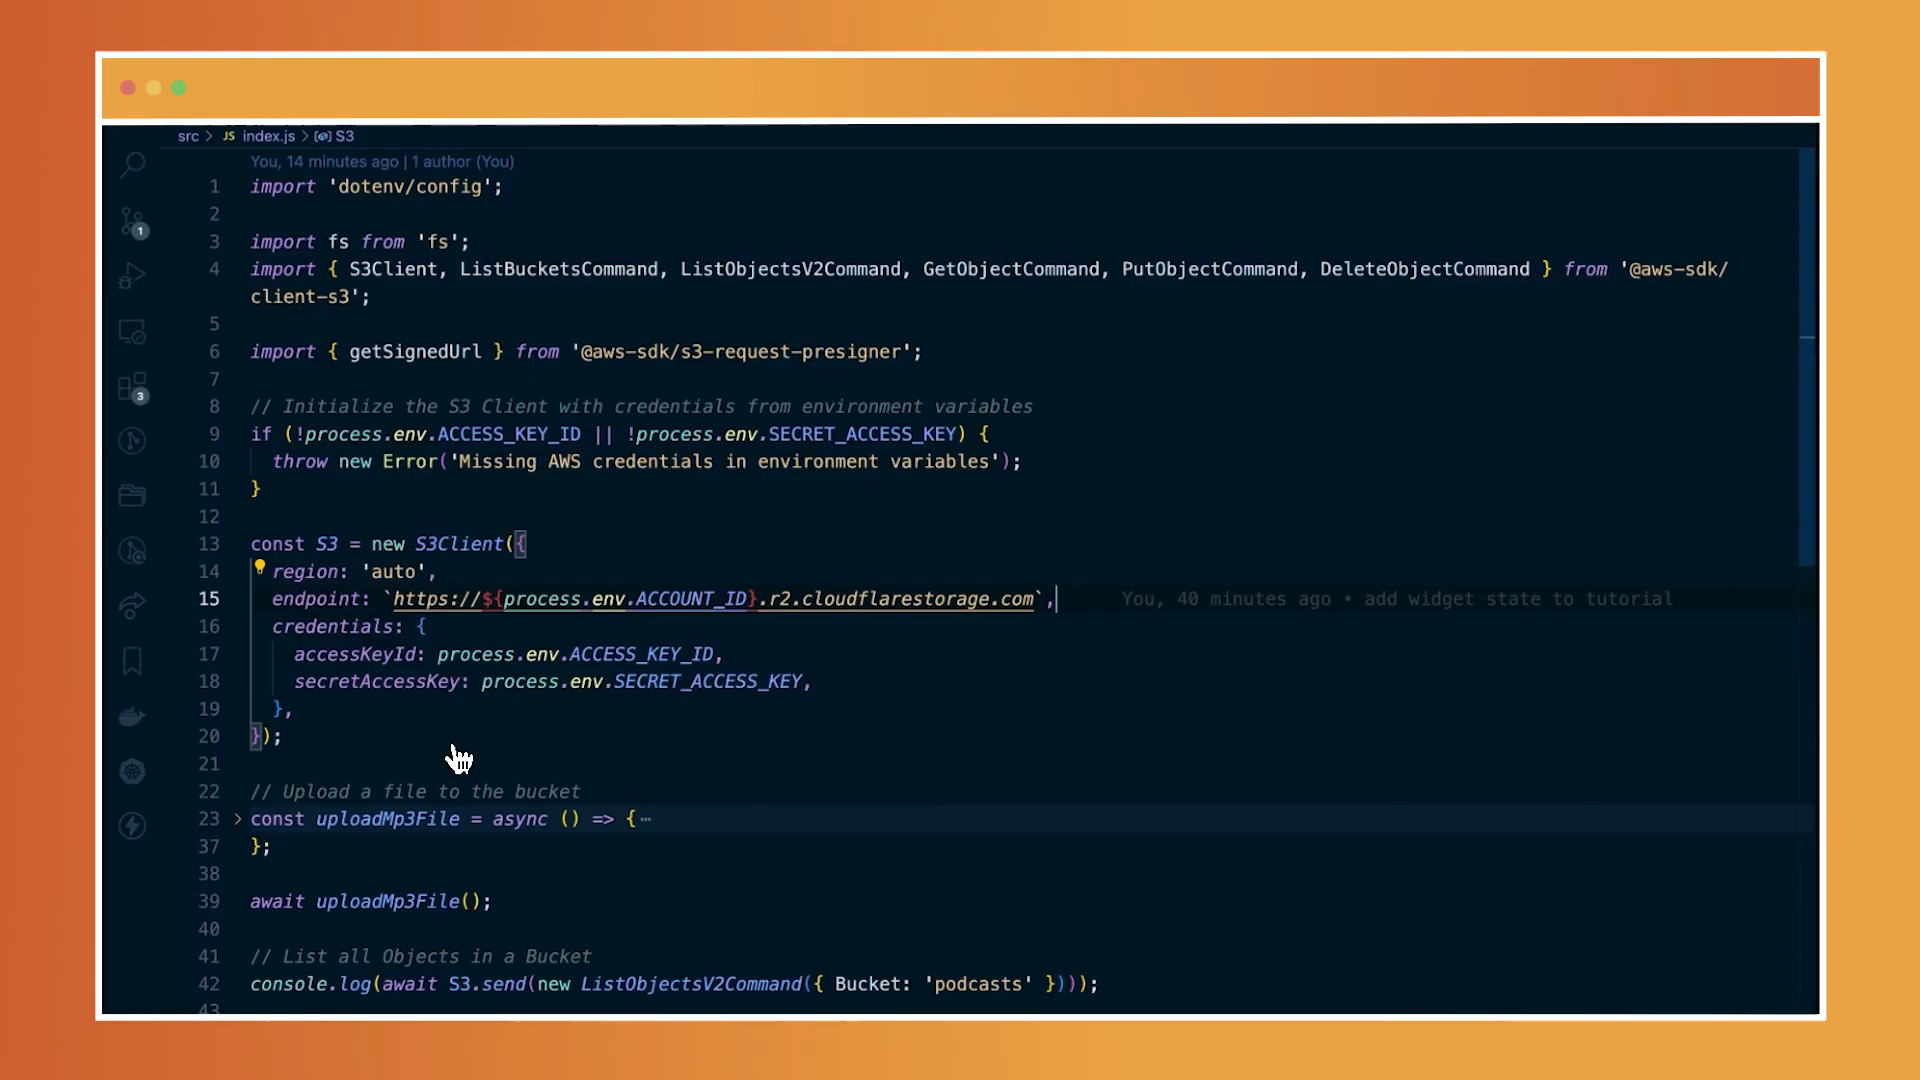 src > JS index.js > S3
You, 14 minutes ago | 1 author (You)
1 import 'dotenv/config';
2
3 import fs from 'fs';
4 import { S3Client, ListBucketsCommand, ListObjectsV2Command, GetObjectCommand, PutObjectCommand, DeleteObjectCommand } from '@aws-sdk/
client-s3';
5
6 import { getSignedUrl } from '@aws-sdk/s3-request-presigner';
7
8 // Initialize the S3 Client with credentials from environment variables
9 if (!process.env.ACCESS_KEY_ID || !process.env.SECRET_ACCESS_KEY) {
10 throw new Error('Missing AWS credentials in environment variables');
11 }
12
13 const S3 = new S3Client({
14 region: 'auto',
15 endpoint: `https://${process.env.ACCOUNT_ID}.r2.cloudflarestorage.com`, You, 40 minutes ago • add widget state to tutorial
16 credentials: {
17 accessKeyId: process.env.ACCESS_KEY_ID,
18 secretAccessKey: process.env.SECRET_ACCESS_KEY,
19 },
20 });
21
22 // Upload a file to the bucket
23 > const uploadMp3File = async () => { ⋯
37 };
38
39 await uploadMp3File();
40
41 // List all Objects in a Bucket
42 console.log(await S3.send(new ListObjectsV2Command({ Bucket: 'podcasts' })));
43
1
3